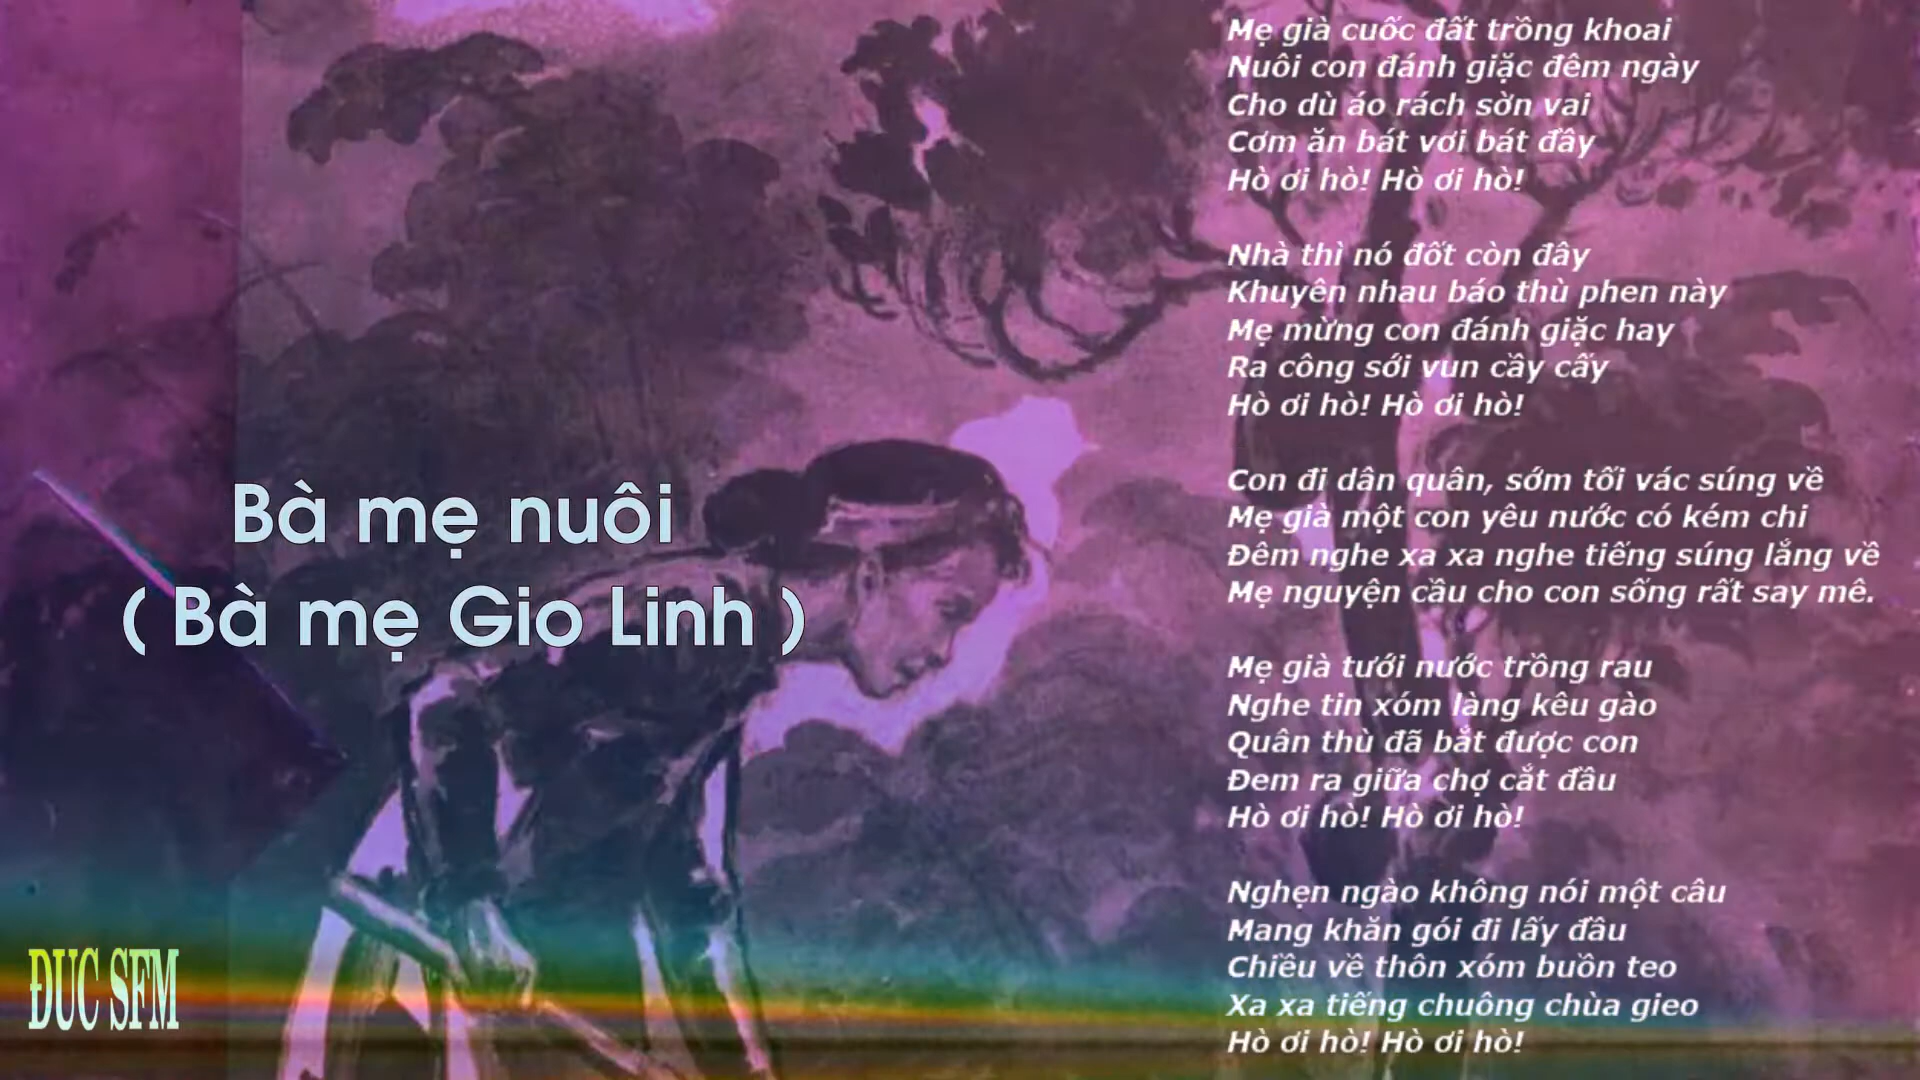 Bà mẹ nuôi
( Bà mẹ Gio Linh )
ĐUC SFM
Mẹ già cuốc đất trồng khoai
Nuôi con đánh giặc đêm ngày
Cho dù áo rách sờn vai
Cơm ăn bát vơi bát đầy
Hò ơi hò! Hò ơi hò!
Nhà thì nó đốt còn đây
Khuyên nhau báo thù phen này
Mẹ mừng con đánh giặc hay
Ra công sới vun cầy cấy
Hò ơi hò! Hò ơi hò!
Con đi dân quân, sớm tối vác súng về
Mẹ già một con yêu nước có kém chi
Đêm nghe xa xa nghe tiếng súng lắng về
Mẹ nguyện cầu cho con sống rất say mê.
Mẹ già tưới nước trồng rau
Nghe tin xóm làng kêu gào
Quân thù đã bắt được con
Đem ra giữa chợ cắt đầu
Hò ơi hò! Hò ơi hò!
Nghẹn ngào không nói một câu
Mang khăn gói đi lấy đầu
Chiều về thôn xóm buồn teo
Xa xa tiếng chuông chùa gieo
Hò ơi hò! Hò ơi hò!